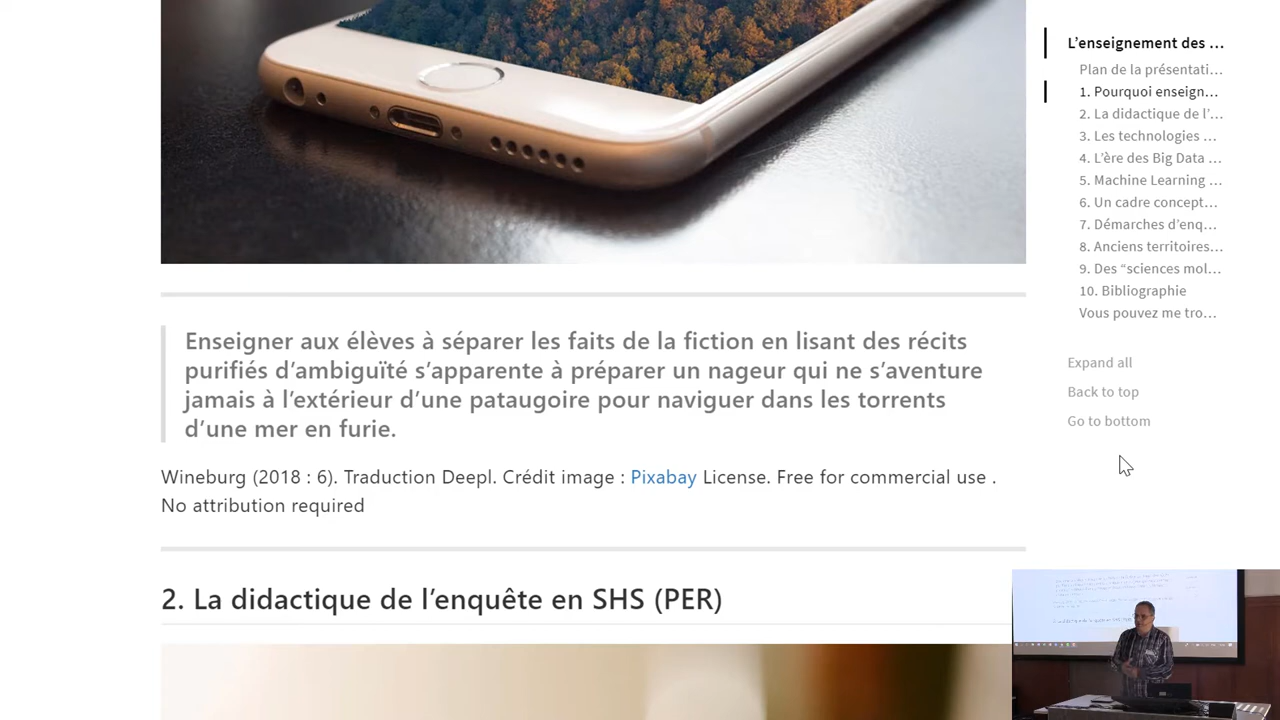 Enseigner aux élèves à séparer les faits de la fiction en lisant des récits
purifiés d’ambiguïté s’apparente à préparer un nageur qui ne s’aventure
jamais à l’extérieur d’une pataugoire pour naviguer dans les torrents
d’une mer en furie.
Wineburg (2018 : 6). Traduction Deepl. Crédit image : Pixabay License. Free for commercial use .
No attribution required
2. La didactique de l’enquête en SHS (PER)
L’enseignement des …
Plan de la présentati…
1. Pourquoi enseign…
2. La didactique de l’…
3. Les technologies …
4. L’ère des Big Data …
5. Machine Learning …
6. Un cadre concept…
7. Démarches d’enq…
8. Anciens territoires…
9. Des “sciences mol…
10. Bibliographie
Vous pouvez me tro…
Expand all
Back to top
Go to bottom